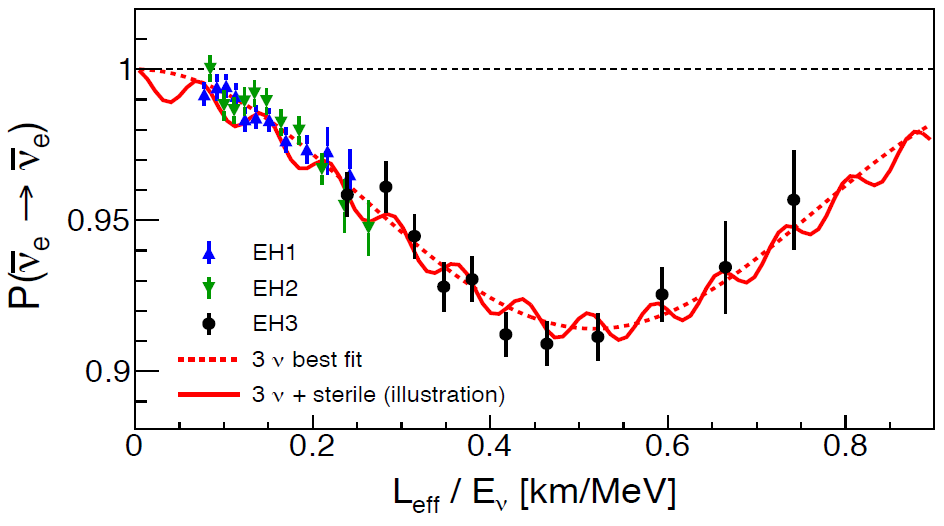 P(ν̅e → ν̅e)
1
0.95
0.9
EH1
EH2
EH3
3 ν best fit
3 ν + sterile (illustration)
0 0.2 0.4 0.6 0.8
Leff / Eν [km/MeV]